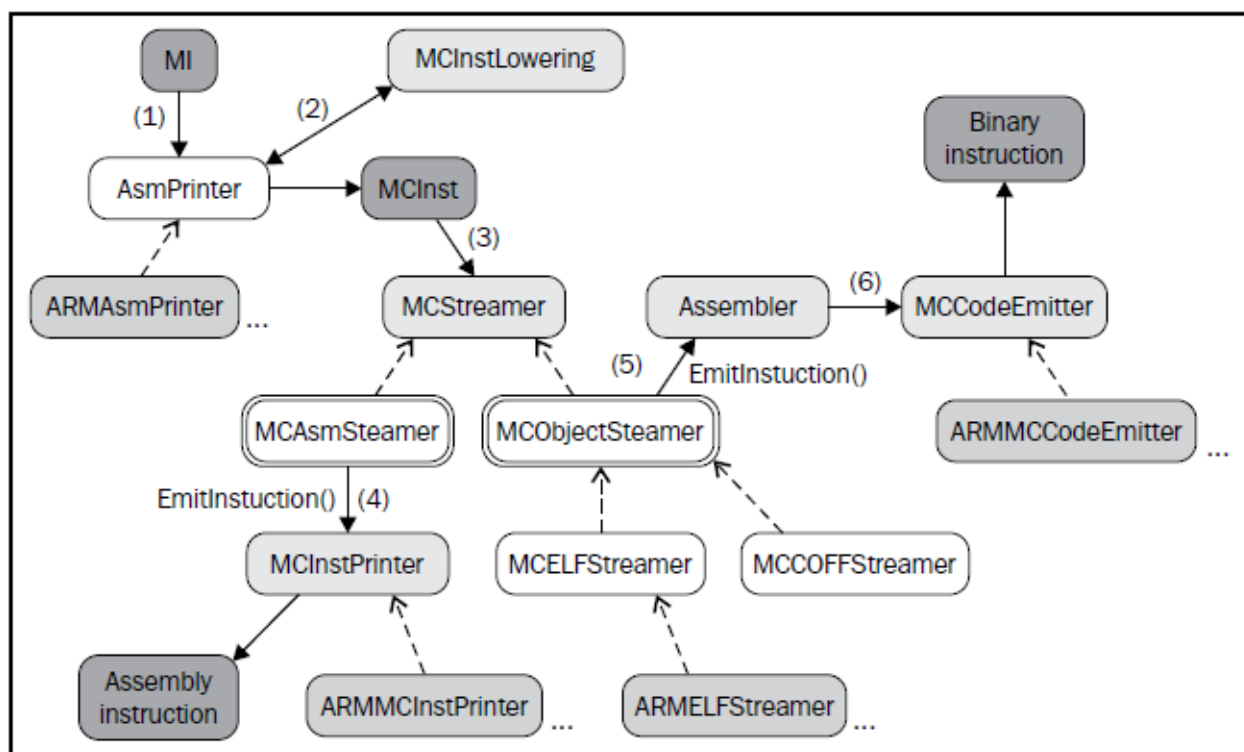 MI
MCInstLowering
(1)
(2)
Binary
instruction
AsmPrinter
MCInst
(3)
ARMAsmPrinter
...
MCStreamer
Assembler
(6)
MCCodeEmitter
(5)
EmitInstuction()
MCAsmSteamer
MCObjectSteamer
ARMMCCodeEmitter
...
EmitInstuction()
(4)
MCInstPrinter
MCELFStreamer
MCCOFFStreamer
Assembly
instruction
ARMMCInstPrinter
...
ARMELFStreamer
...